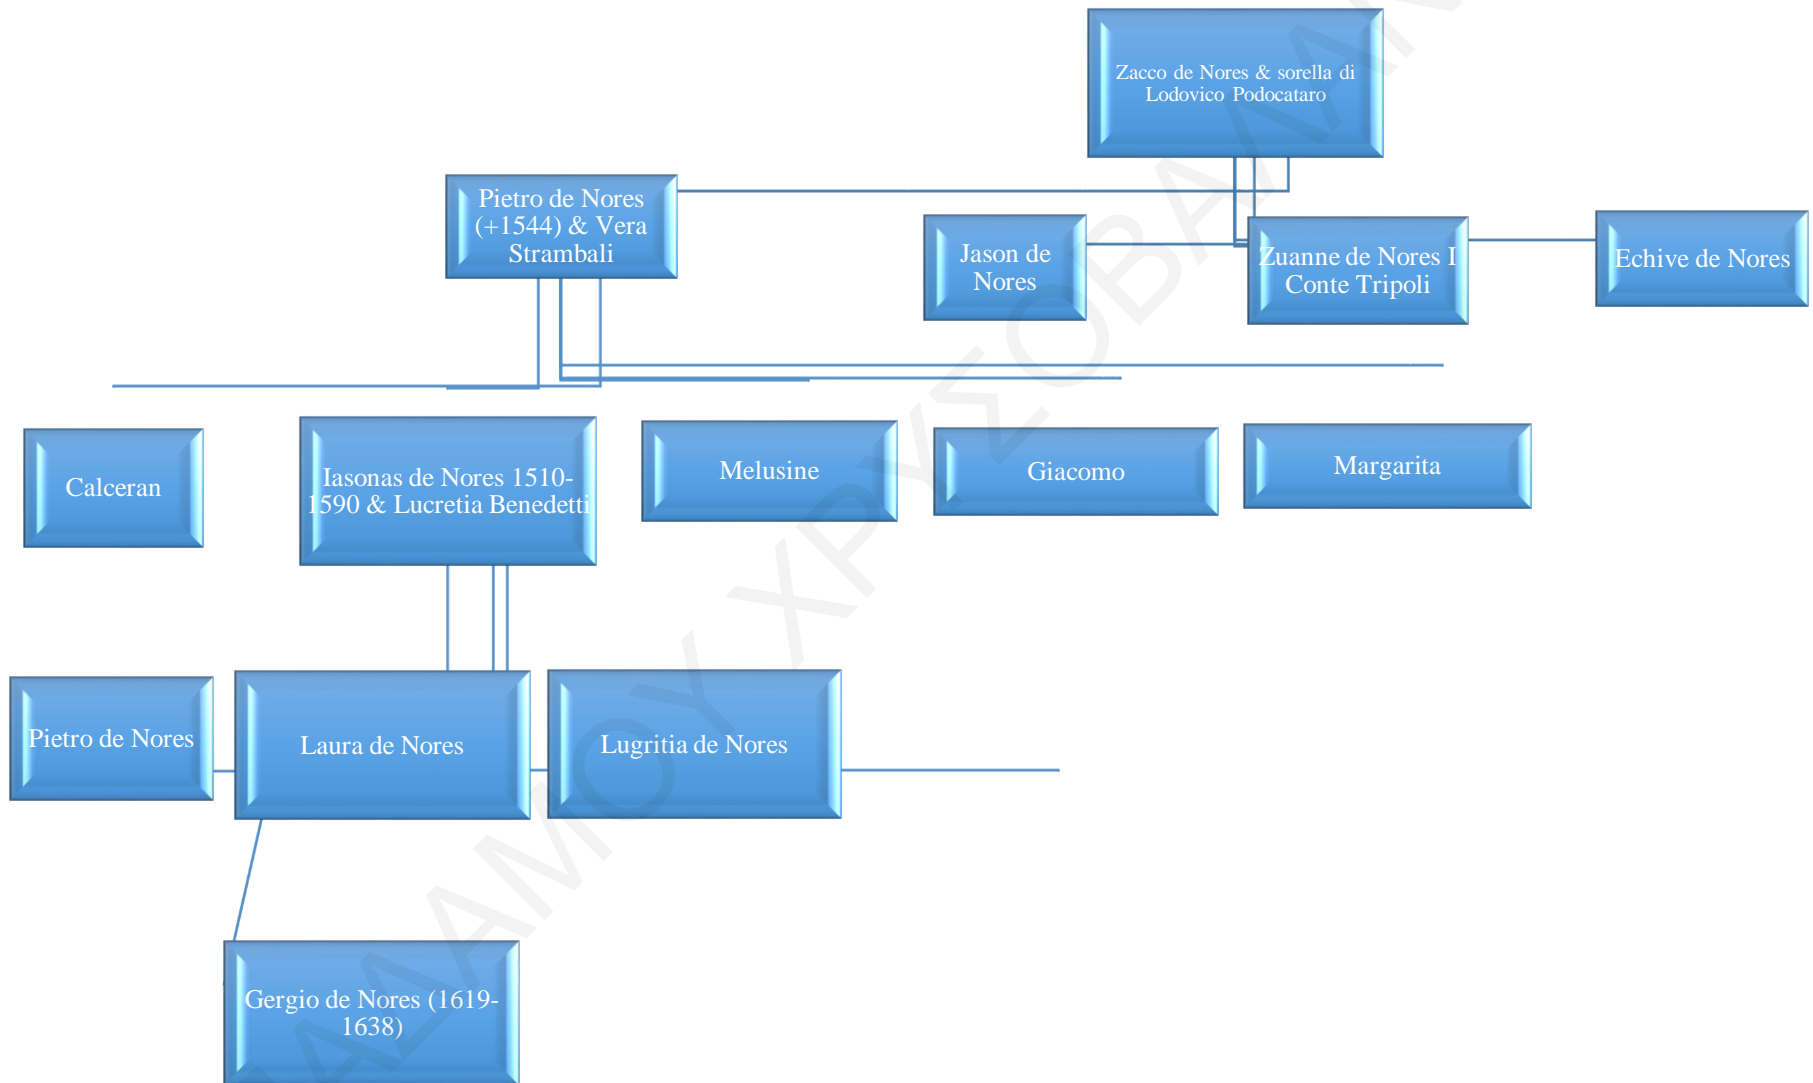 Zacco de Nores & sorella di
Lodovico Podocataro
Pietro de Nores
(+1544) & Vera
Strambali
Jason de
Nores
Zuanne de Nores I
Conte Tripoli
Echive de Nores
Calceran
Iasonas de Nores 1510-
1590 & Lucretia Benedetti
Melusine
Giacomo
Margarita
Pietro de Nores
Laura de Nores
Lugritia de Nores
Gergio de Nores (1619-
1638)